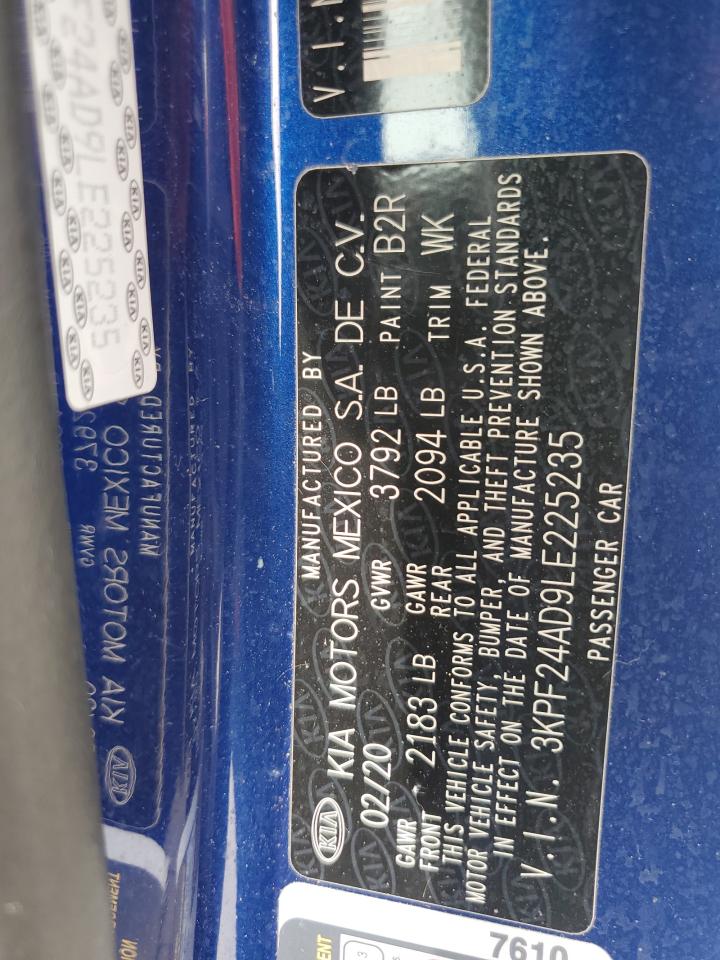 KIA
MANUFACTURED BY
KIA MOTORS MEXICO S.A. DE C.V.
02/20 GVWR 3792 LB PAINT B2R
GAWR FRONT 2183 LB GAWR REAR 2094 LB TRIM WK
THIS VEHICLE CONFORMS TO ALL APPLICABLE U.S.A. FEDERAL
MOTOR VEHICLE SAFETY, BUMPER, AND THEFT PREVENTION STANDARDS
IN EFFECT ON THE DATE OF MANUFACTURE SHOWN ABOVE.
V.I.N. 3KPF24AD9LE225235
PASSENGER CAR
V.I.N
24AD9LE225235
7610